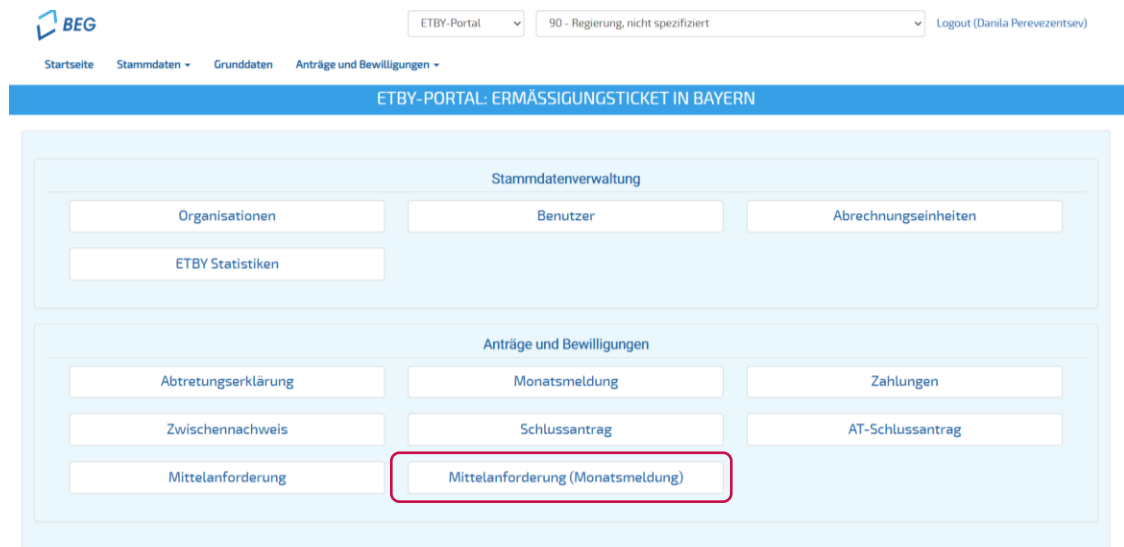 BEG
ETBY-Portal
90 - Regierung, nicht spezifiziert
Logout (Danila Perevezentsev)
Startseite Stammdaten Grunddaten Anträge und Bewilligungen
ETBY-PORTAL: ERMÄSSIGUNGSTICKET IN BAYERN
Stammdatenverwaltung
Organisationen Benutzer Abrechnungseinheiten
ETBY Statistiken
Anträge und Bewilligungen
Abtretungserklärung Monatsmeldung Zahlungen
Zwischennachweis Schlussantrag AT-Schlussantrag
Mittelanforderung Mittelanforderung (Monatsmeldung)